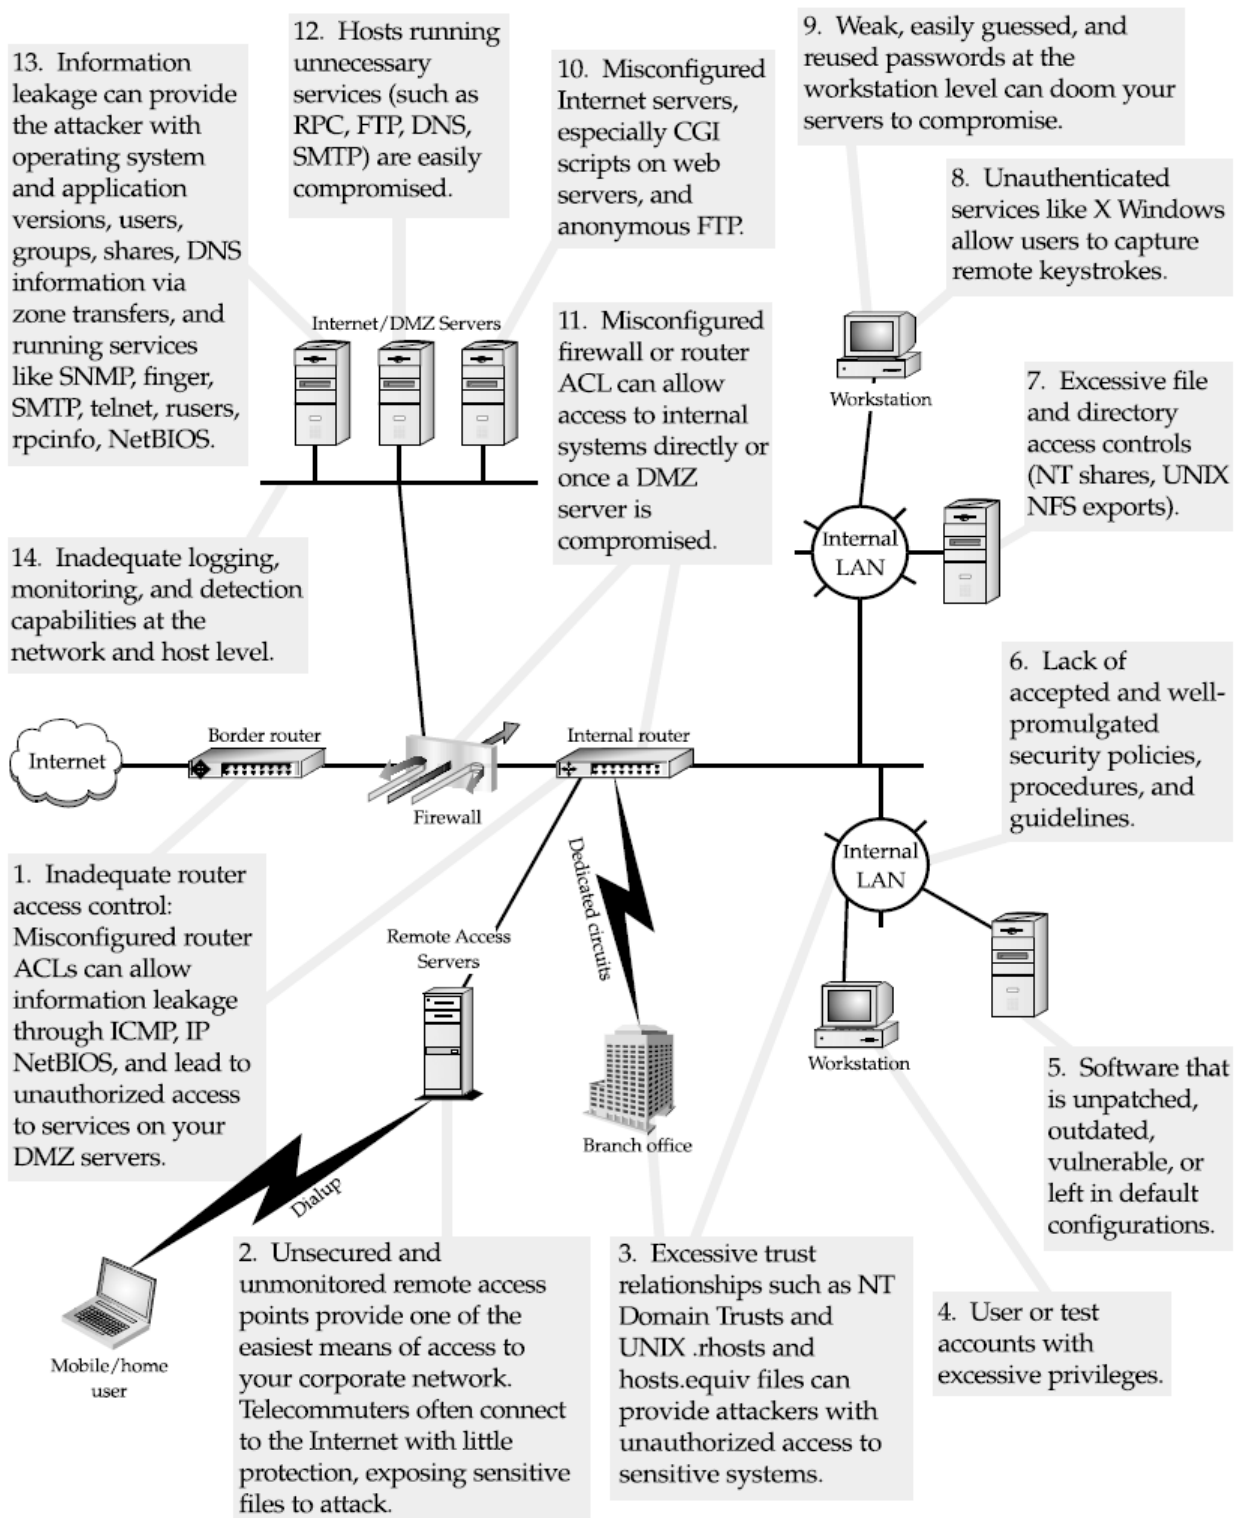 13. Information
leakage can provide
the attacker with
operating system
and application
versions, users,
groups, shares, DNS
information via
zone transfers, and
running services
like SNMP, finger,
SMTP, telnet, rusers,
rpcinfo, NetBIOS.
12. Hosts running
unnecessary
services (such as
RPC, FTP, DNS,
SMTP) are easily
compromised.
10. Misconfigured
Internet servers,
especially CGI
scripts on web
servers, and
anonymous FTP.
9. Weak, easily guessed, and
reused passwords at the
workstation level can doom your
servers to compromise.
8. Unauthenticated
services like X Windows
allow users to capture
remote keystrokes.
Internet/DMZ Servers
11. Misconfigured
firewall or router
ACL can allow
access to internal
systems directly or
once a DMZ
server is
compromised.
Workstation
7. Excessive file
and directory
access controls
(NT shares, UNIX
NFS exports).
Internal
LAN
14. Inadequate logging,
monitoring, and detection
capabilities at the
network and host level.
6. Lack of
accepted and well-
promulgated
security policies,
procedures, and
guidelines.
Internet
Border router
Firewall
Internal router
Internal
LAN
Dedicated circuits
1. Inadequate router
access control:
Misconfigured router
ACLs can allow
information leakage
through ICMP, IP
NetBIOS, and lead to
unauthorized access
to services on your
DMZ servers.
Remote Access
Servers
Workstation
Branch office
5. Software that
is unpatched,
outdated,
vulnerable, or
left in default
configurations.
Dialup
Mobile/home
user
2. Unsecured and
unmonitored remote access
points provide one of the
easiest means of access to
your corporate network.
Telecommuters often connect
to the Internet with little
protection, exposing sensitive
files to attack.
3. Excessive trust
relationships such as NT
Domain Trusts and
UNIX .rhosts and
hosts.equiv files can
provide attackers with
unauthorized access to
sensitive systems.
4. User or test
accounts with
excessive privileges.